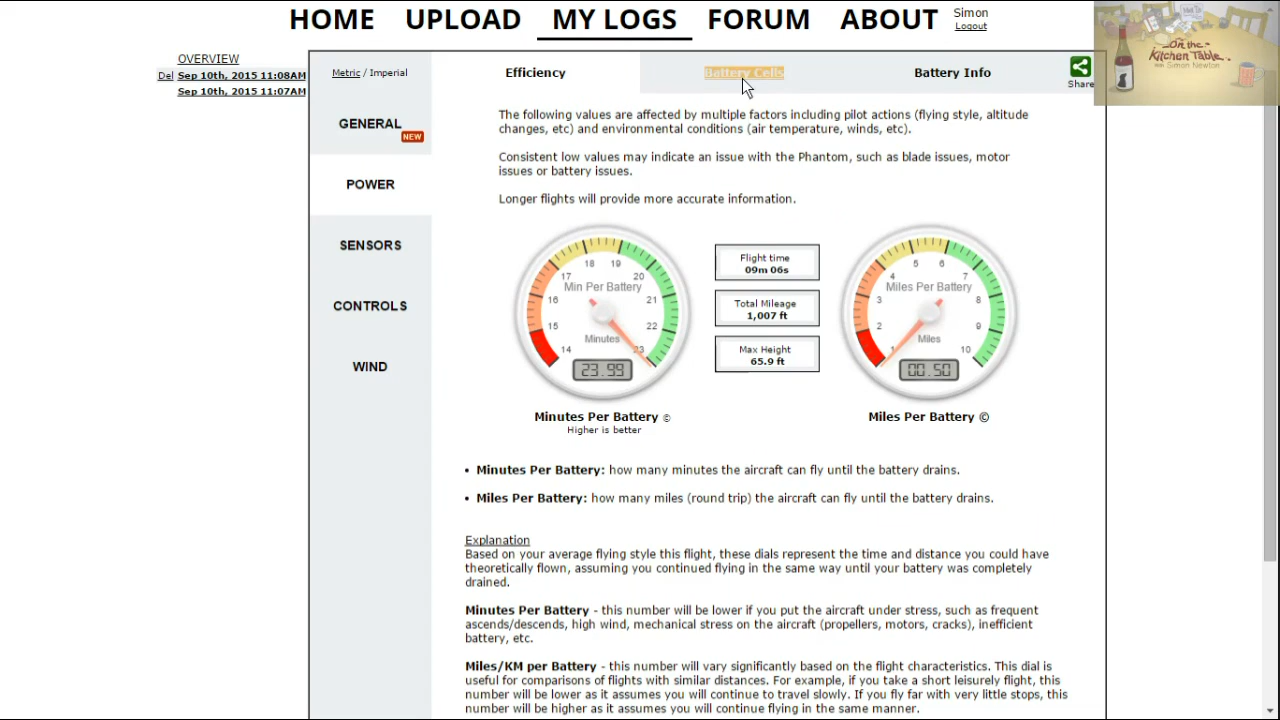 HOME UPLOAD MY LOGS FORUM ABOUT
Simon
Logout
On the
Kitchen Table
with Simon Newton
OVERVIEW
Del Sep 10th, 2015 11:08AM
Sep 10th, 2015 11:07AM
Metric / Imperial
Efficiency
Battery Cells
Battery Info
Share
GENERAL
NEW
POWER
SENSORS
CONTROLS
WIND
The following values are affected by multiple factors including pilot actions (flying style, altitude
changes, etc) and environmental conditions (air temperature, winds, etc).
Consistent low values may indicate an issue with the Phantom, such as blade issues, motor
issues or battery issues.
Longer flights will provide more accurate information.
14 15 16 17 18 19 20 21 22 23
Min Per Battery
Minutes
23.99
Minutes Per Battery ©
Higher is better
Flight time
09m 06s
Total Mileage
1,007 ft
Max Height
65.9 ft
1 2 3 4 5 6 7 8 9 10
Miles Per Battery
Miles
00.50
Miles Per Battery ©
• Minutes Per Battery: how many minutes the aircraft can fly until the battery drains.
• Miles Per Battery: how many miles (round trip) the aircraft can fly until the battery drains.
Explanation
Based on your average flying style this flight, these dials represent the time and distance you could have
theoretically flown, assuming you continued flying in the same way until your battery was completely
drained.
Minutes Per Battery - this number will be lower if you put the aircraft under stress, such as frequent
ascends/descends, high wind, mechanical stress on the aircraft (propellers, motors, cracks), inefficient
battery, etc.
Miles/KM per Battery - this number will vary significantly based on the flight characteristics. This dial is
useful for comparisons of flights with similar distances. For example, if you take a short leisurely flight, this
number will be lower as it assumes you will continue to travel slowly. If you fly far with very little stops, this
number will be higher as it assumes you will continue flying in the same manner.